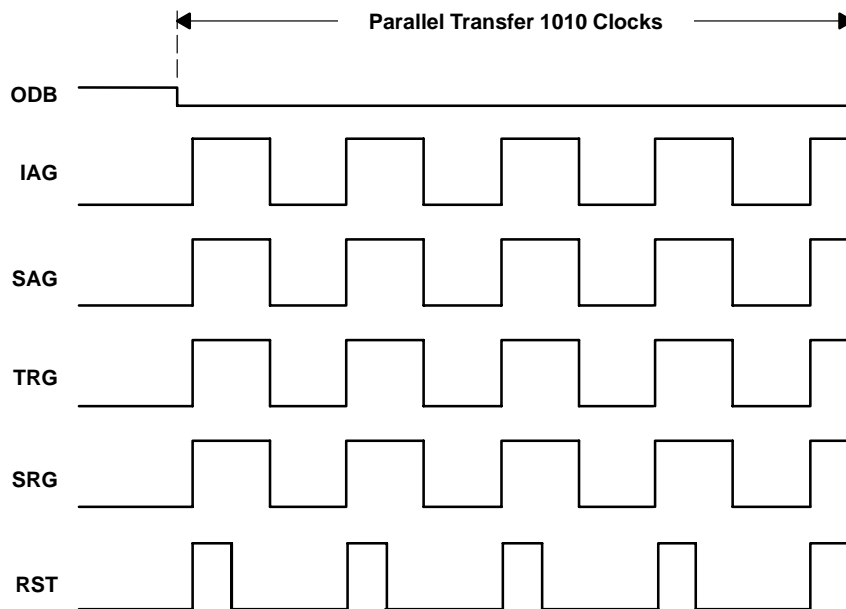 Parallel Transfer 1010 Clocks
ODB
IAG
SAG
TRG
SRG
RST